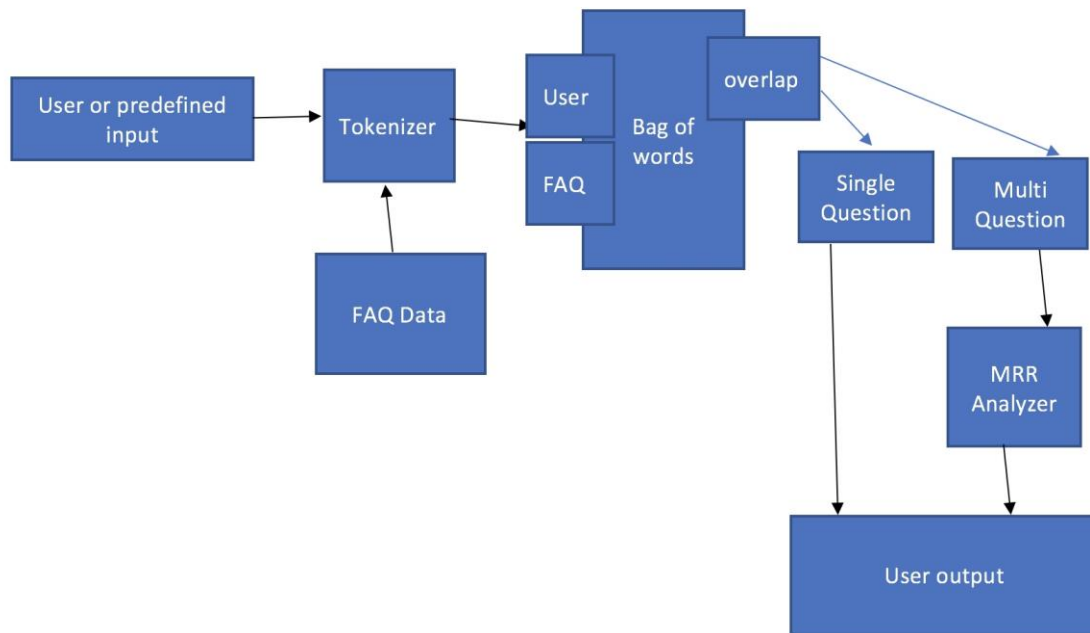 User or predefined
input
Tokenizer
FAQ Data
User
FAQ
Bag of
words
overlap
Single
Question
Multi
Question
MRR
Analyzer
User output